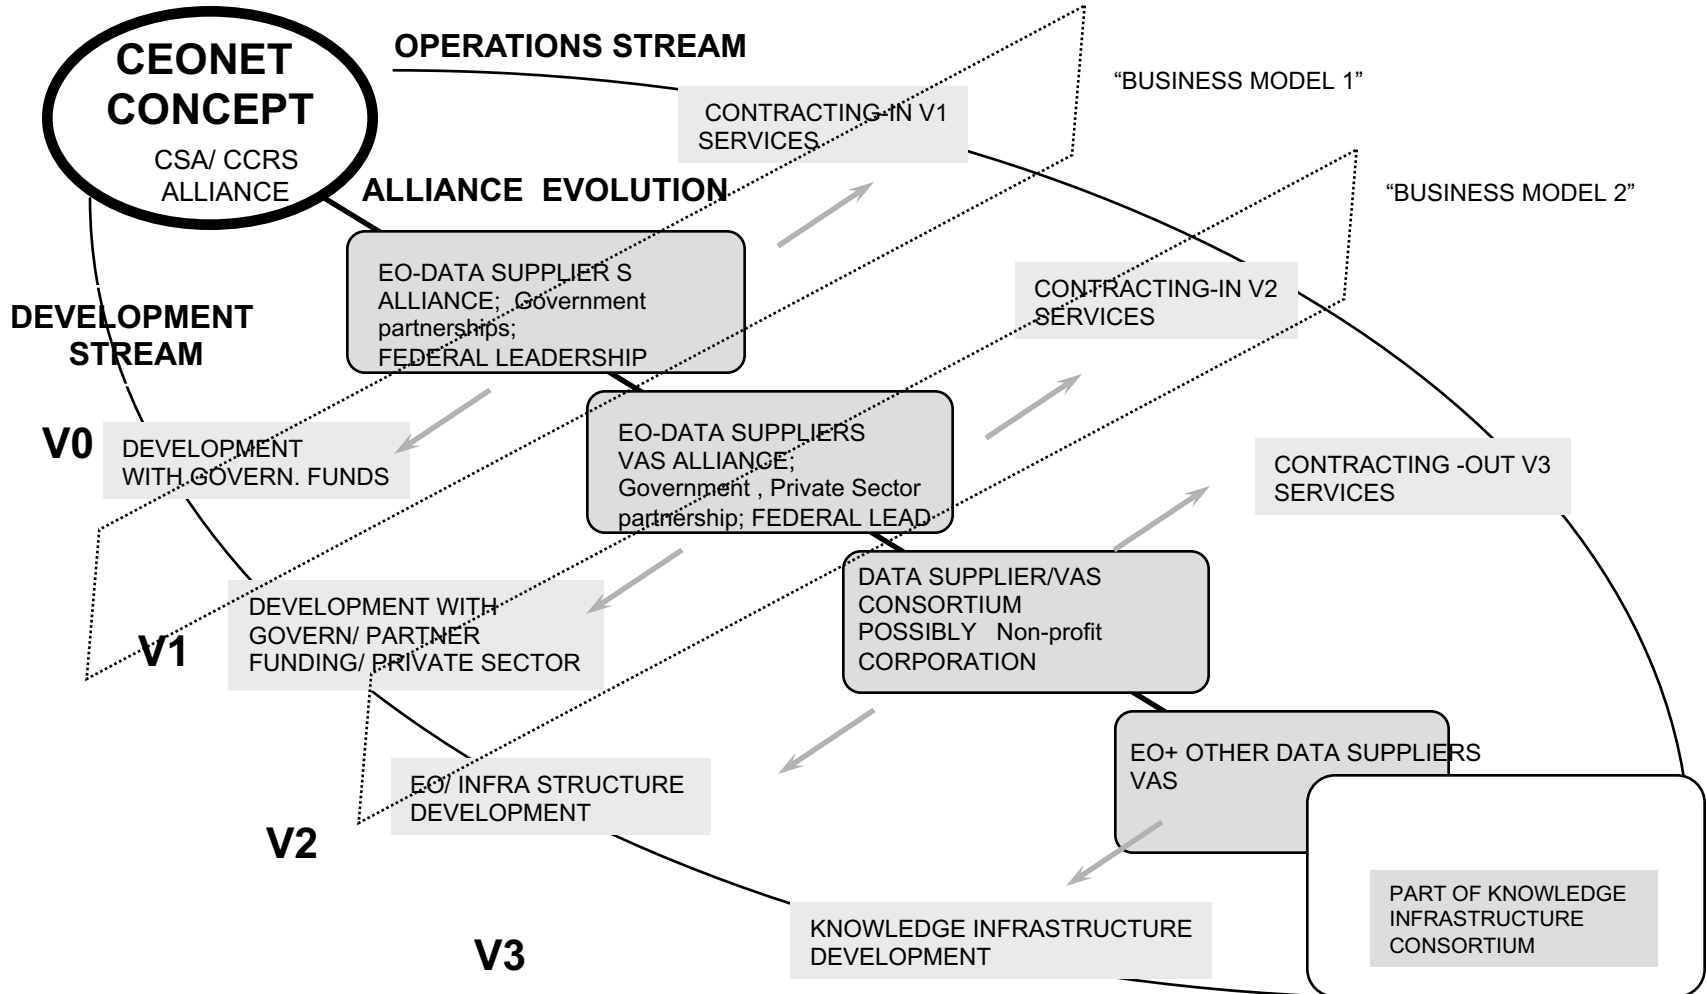 CEONET
CONCEPT
CSA/ CCRS
ALLIANCE
OPERATIONS STREAM
"BUSINESS MODEL 1"
CONTRACTING-IN V1
SERVICES
ALLIANCE EVOLUTION
"BUSINESS MODEL 2"
EO-DATA SUPPLIER S
ALLIANCE; Government
partnerships;
FEDERAL LEADERSHIP
CONTRACTING-IN V2
SERVICES
DEVELOPMENT
STREAM
V0
DEVELOPMENT
WITH GOVERN. FUNDS
EO-DATA SUPPLIERS
VAS ALLIANCE;
Government , Private Sector
partnership; FEDERAL LEAD
CONTRACTING -OUT V3
SERVICES
V1
DEVELOPMENT WITH
GOVERN/ PARTNER
FUNDING/ PRIVATE SECTOR
DATA SUPPLIER/VAS
CONSORTIUM
POSSIBLY Non-profit
CORPORATION
EO+ OTHER DATA SUPPLIERS
VAS
EO/ INFRA STRUCTURE
DEVELOPMENT
V2
KNOWLEDGE INFRASTRUCTURE
DEVELOPMENT
PART OF KNOWLEDGE
INFRASTRUCTURE
CONSORTIUM
V3